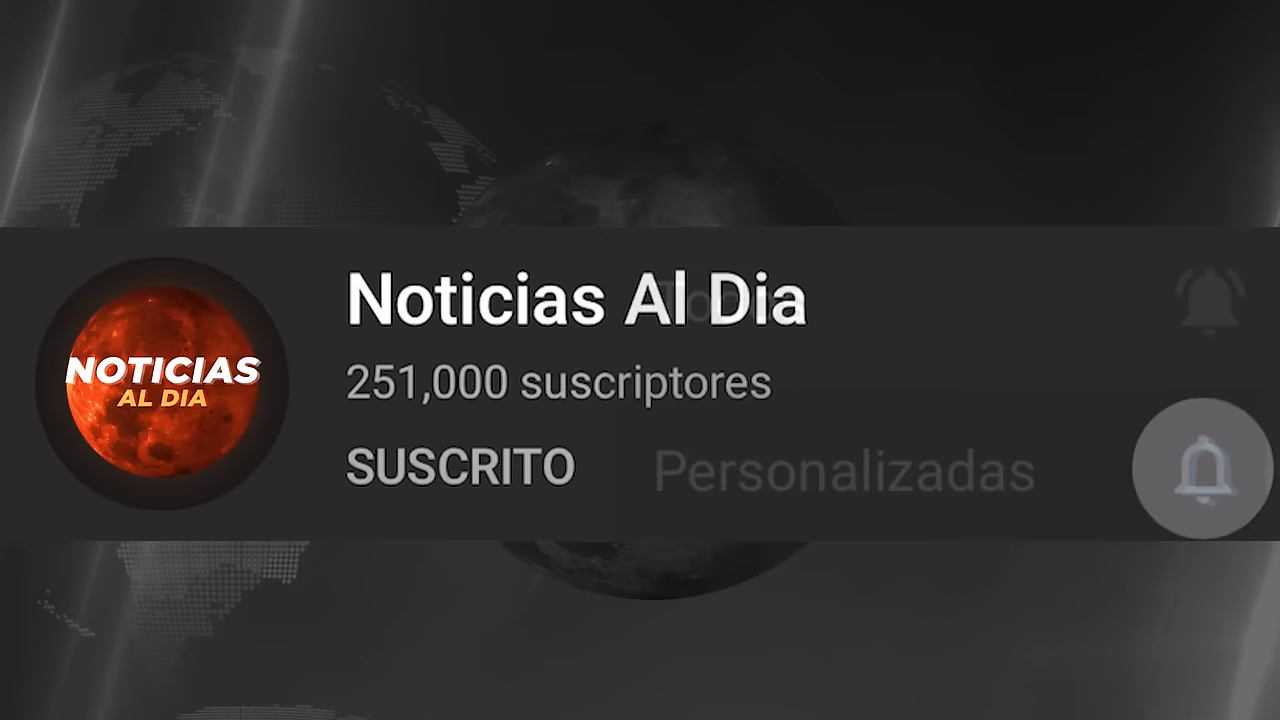 NOTICIAS
AL DIA
Noticias Al Dia
251,000 suscriptores
SUSCRITO
Personalizadas